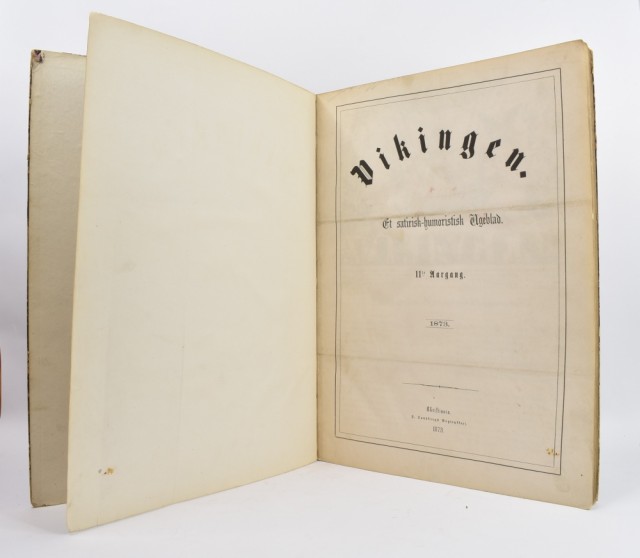 Vikingen.
Et satirisk-humoristisk Ugeblad.
11te Aargang.
1873.
Christiania.
1873